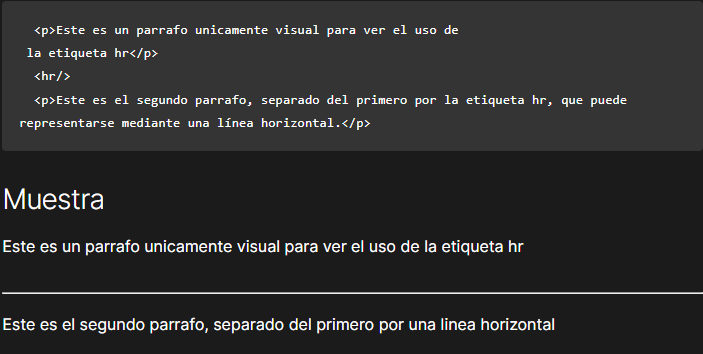 <p>Este es un parrafo unicamente visual para ver el uso de
la etiqueta hr</p>
<hr/>
<p>Este es el segundo parrafo, separado del primero por la etiqueta hr, que puede
representarse mediante una línea horizontal.</p>
Muestra
Este es un parrafo unicamente visual para ver el uso de la etiqueta hr
Este es el segundo parrafo, separado del primero por una linea horizontal